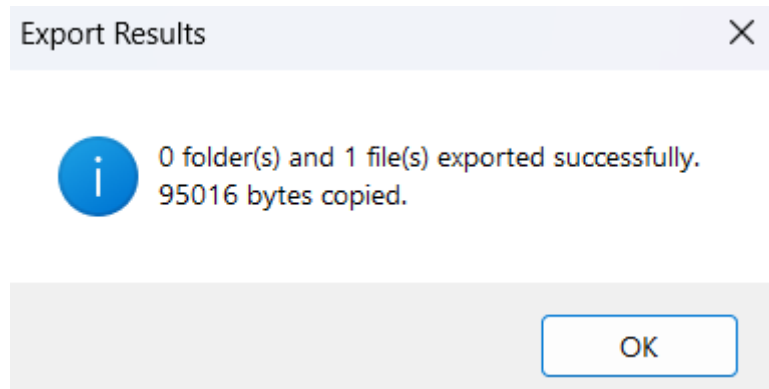 Export Results
0 folder(s) and 1 file(s) exported successfully.
95016 bytes copied.
OK